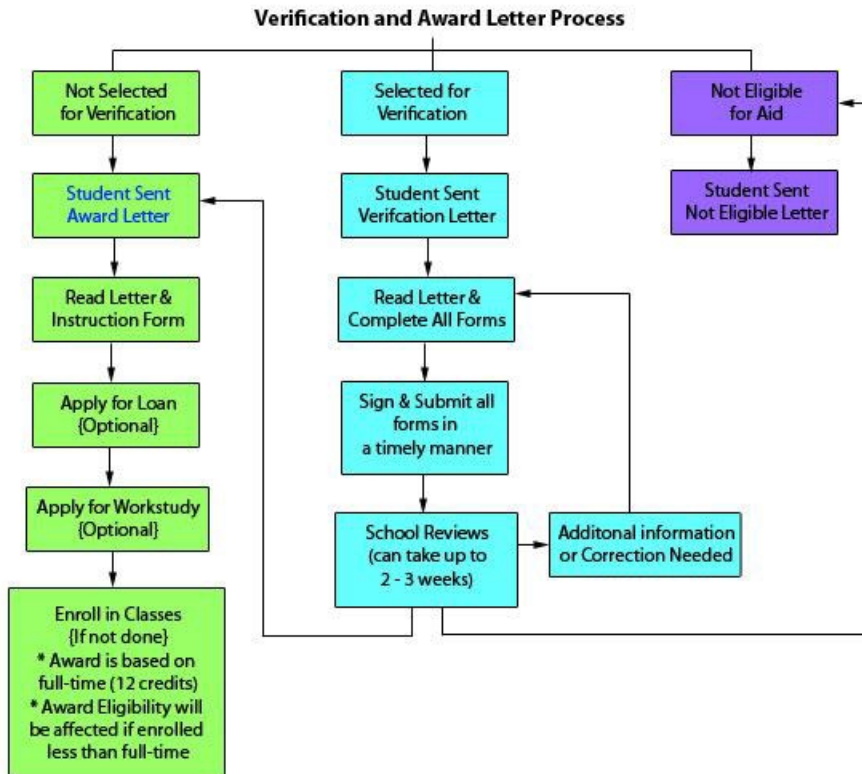 Verification and Award Letter Process
Not Selected
for Verification
Student Sent
Award Letter
Read Letter &
Instruction Form
Apply for Loan
{Optional}
Apply for Workstudy
{Optional}
Enroll in Classes
{If not done}
* Award is based on
full-time (12 credits)
* Award Eligibility will
be affected if enrolled
less than full-time
Selected for
Verification
Student Sent
Verifcation Letter
Read Letter &
Complete All Forms
Sign & Submit all
forms in
a timely manner
School Reviews
(can take up to
2 - 3 weeks)
Additonal information
or Correction Needed
Not Eligible
for Aid
Student Sent
Not Eligible Letter